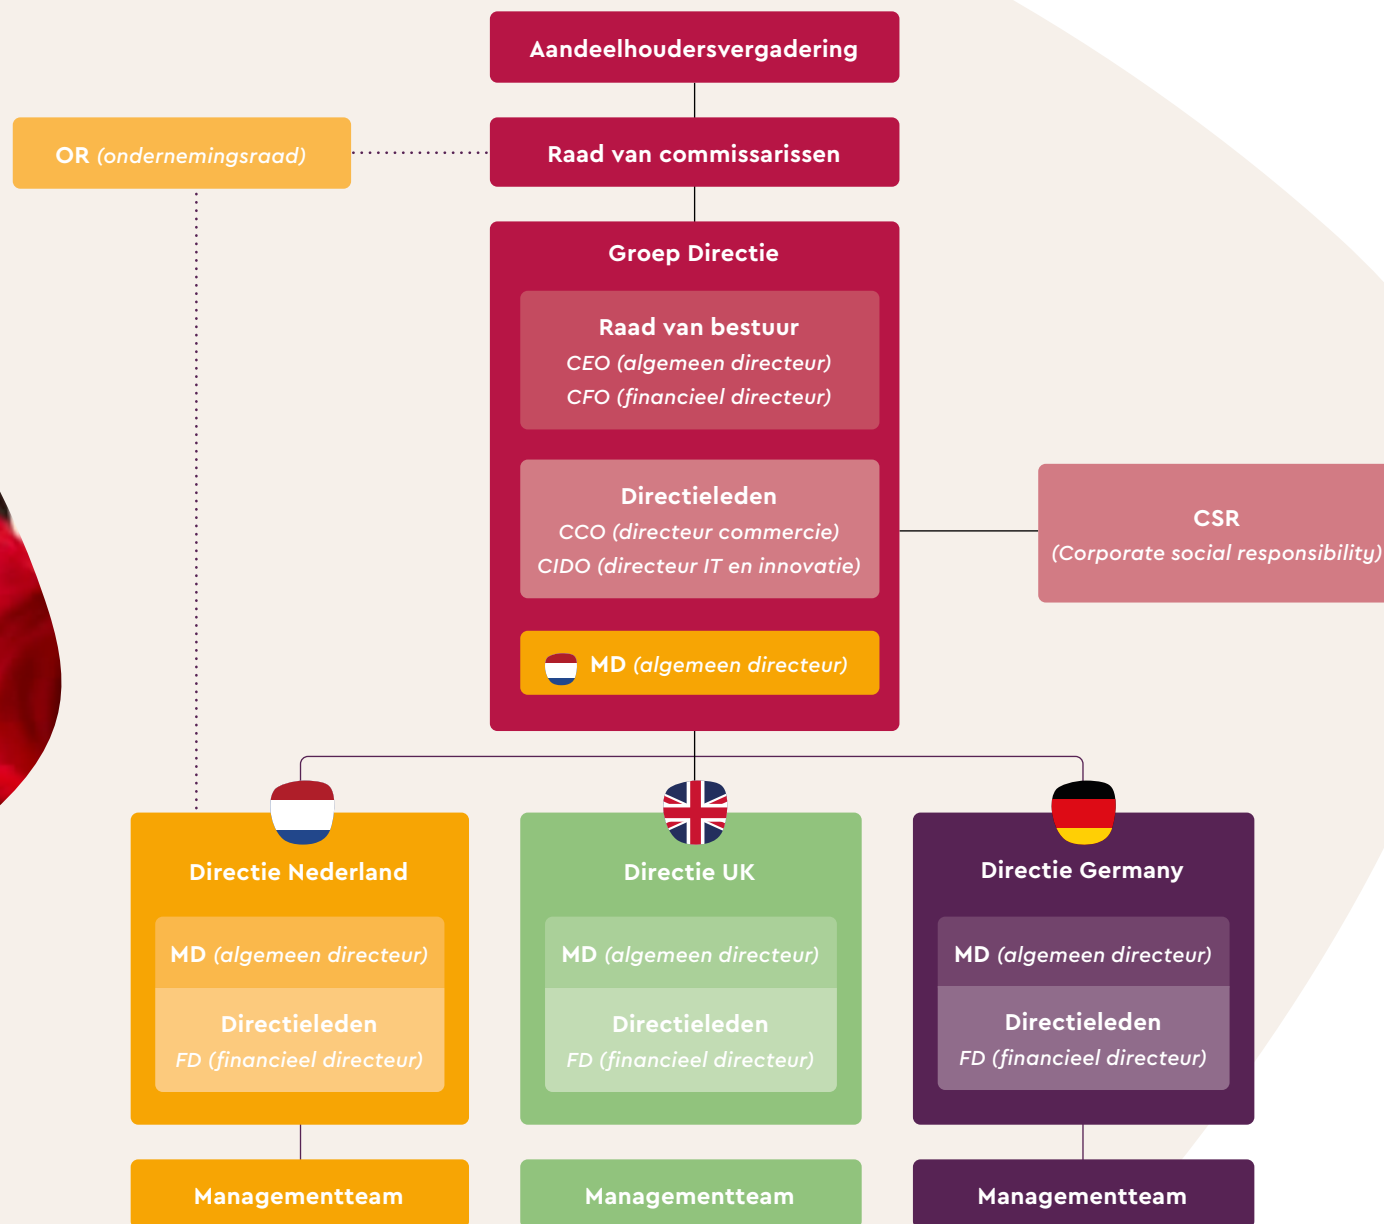 Aandeelhoudersvergadering
OR (ondernemingsraad)
Raad van commissarissen
Groep Directie
Raad van bestuur
CEO (algemeen directeur)
CFO (financieel directeur)
Directieleden
CCO (directeur commercie)
CIDO (directeur IT en innovatie)
CSR
(Corporate social responsibility)
MD (algemeen directeur)
Directie Nederland
MD (algemeen directeur)
Directieleden
FD (financieel directeur)
Directie UK
MD (algemeen directeur)
Directieleden
FD (financieel directeur)
Directie Germany
MD (algemeen directeur)
Directieleden
FD (financieel directeur)
Managementteam
Managementteam
Managementteam